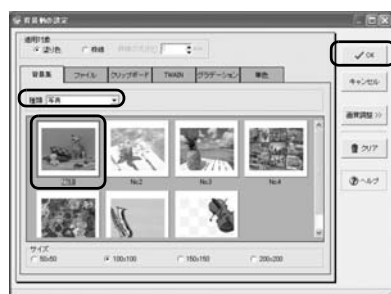 背景/色の設定
適用対象
塗り色
枠線
背景集
ファイル
クリップボード
TWAIN
グラデーション
単色
種類
写真
No.2
No.3
No.4
サイズ
50x50
100x100
150x150
200x200
OK
キャンセル
画質調整 >>
クリア
ヘルプ